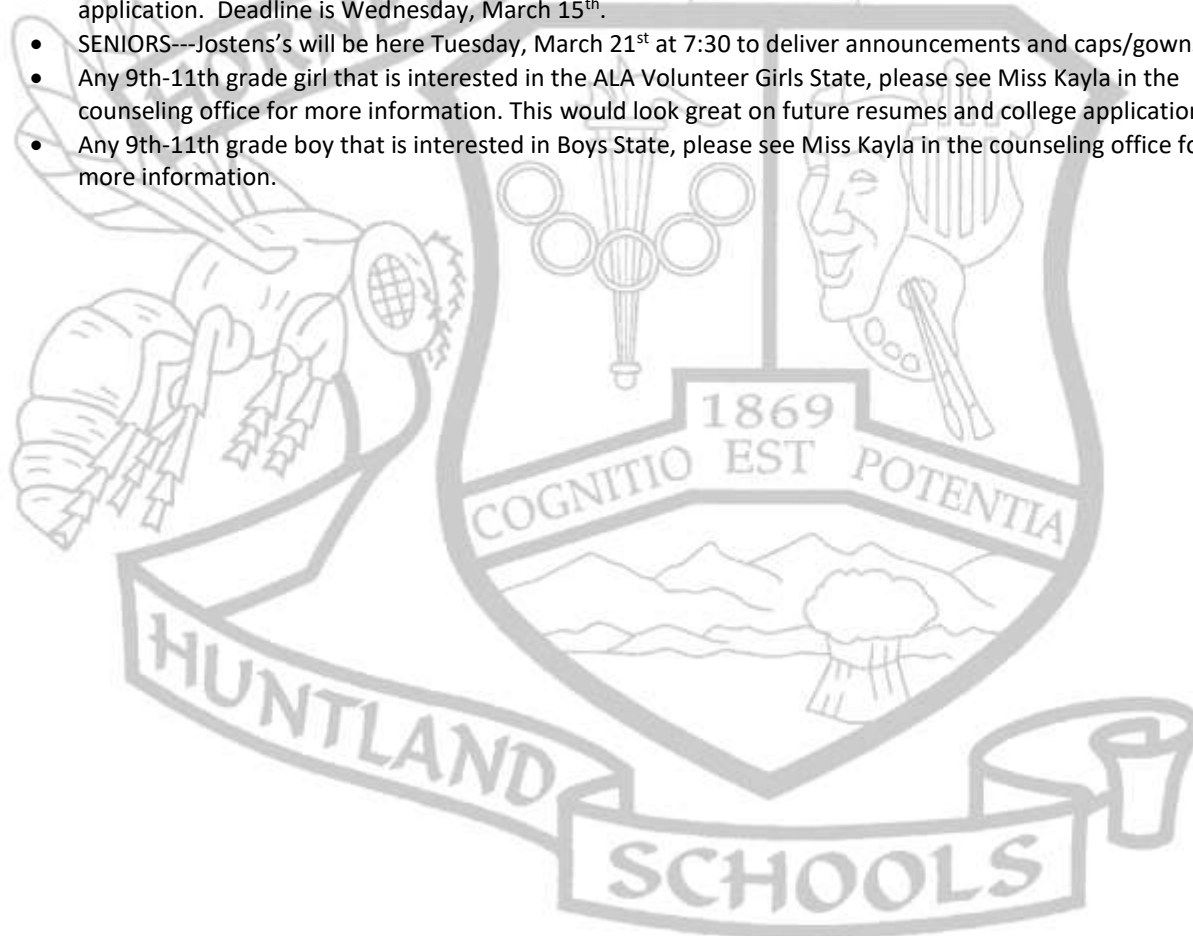 application.  Deadline is Wednesday, March 15th.
• SENIORS---Jostens's will be here Tuesday, March 21st at 7:30 to deliver announcements and caps/gown
• Any 9th-11th grade girl that is interested in the ALA Volunteer Girls State, please see Miss Kayla in the
counseling office for more information. This would look great on future resumes and college application
• Any 9th-11th grade boy that is interested in Boys State, please see Miss Kayla in the counseling office fo
more information.
1869
COGNITIO EST POTENTIA
HUNTLAND
SCHOOLS